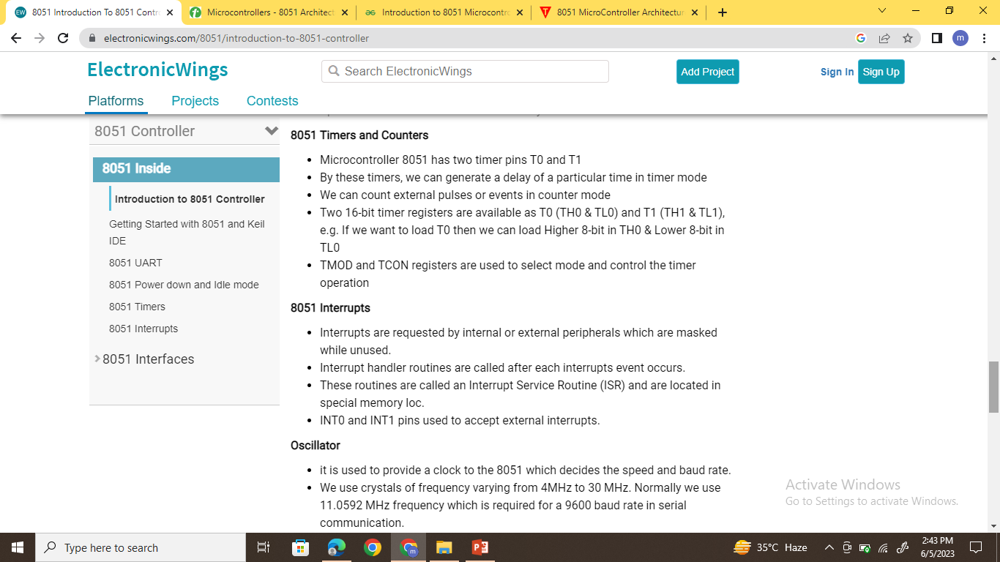 8051 Introduction To 8051 Contr
Microcontrollers - 8051 Architect
Introduction to 8051 Microcontro
8051 MicroController Architectur
electronicwings.com/8051/introduction-to-8051-controller
m
ElectronicWings
Search ElectronicWings
Add Project
Sign In
Sign Up
Platforms
Projects
Contests
8051 Controller
8051 Inside
Introduction to 8051 Controller
Getting Started with 8051 and Keil
IDE
8051 UART
8051 Power down and Idle mode
8051 Timers
8051 Interrupts
8051 Interfaces
8051 Timers and Counters
Microcontroller 8051 has two timer pins T0 and T1
By these timers, we can generate a delay of a particular time in timer mode
We can count external pulses or events in counter mode
Two 16-bit timer registers are available as T0 (TH0 & TL0) and T1 (TH1 & TL1),
e.g. If we want to load T0 then we can load Higher 8-bit in TH0 & Lower 8-bit in
TL0
TMOD and TCON registers are used to select mode and control the timer
operation
8051 Interrupts
Interrupts are requested by internal or external peripherals which are masked
while unused.
Interrupt handler routines are called after each interrupts event occurs.
These routines are called an Interrupt Service Routine (ISR) and are located in
special memory loc.
INT0 and INT1 pins used to accept external interrupts.
Oscillator
it is used to provide a clock to the 8051 which decides the speed and baud rate.
We use crystals of frequency varying from 4MHz to 30 MHz. Normally we use
11.0592 MHz frequency which is required for a 9600 baud rate in serial
communication.
Activate Windows
Go to Settings to activate Windows.
Type here to search
35°C Haze
2:43 PM
6/5/2023